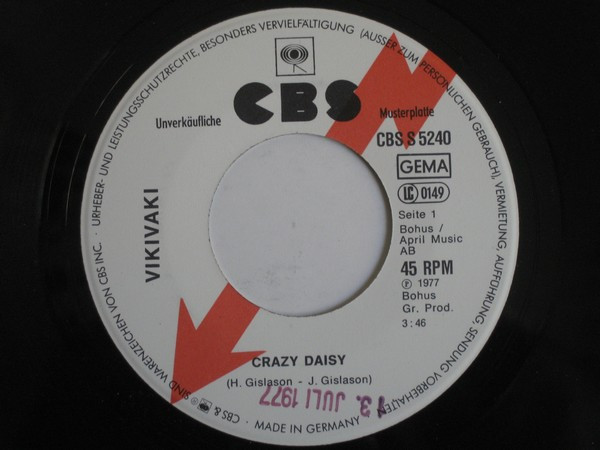 URHEBER- UND LEISTUNGSSCHUTZRECHTE, BESONDERS VERVIELFÄLTIGUNG (AUSSER ZUM PERSÖNLICHEN GEBRAUCH), VERMIETUNG, AUFFÜHRUNG, SENDUNG VORBEHALTEN
CBS
Unverkäufliche Musterplatte
CBS S 5240
GEMA
LC 0149
VIKIVAKI
Seite 1
Bohus /
April Music
AB
45 RPM
℗ 1977
Bohus
Gr. Prod.
3:46
CRAZY DAISY
(H. Gislason - J. Gislason)
13. JULI 1977
MADE IN GERMANY
CBS & SIND WARENZEICHEN VON CBS INC.